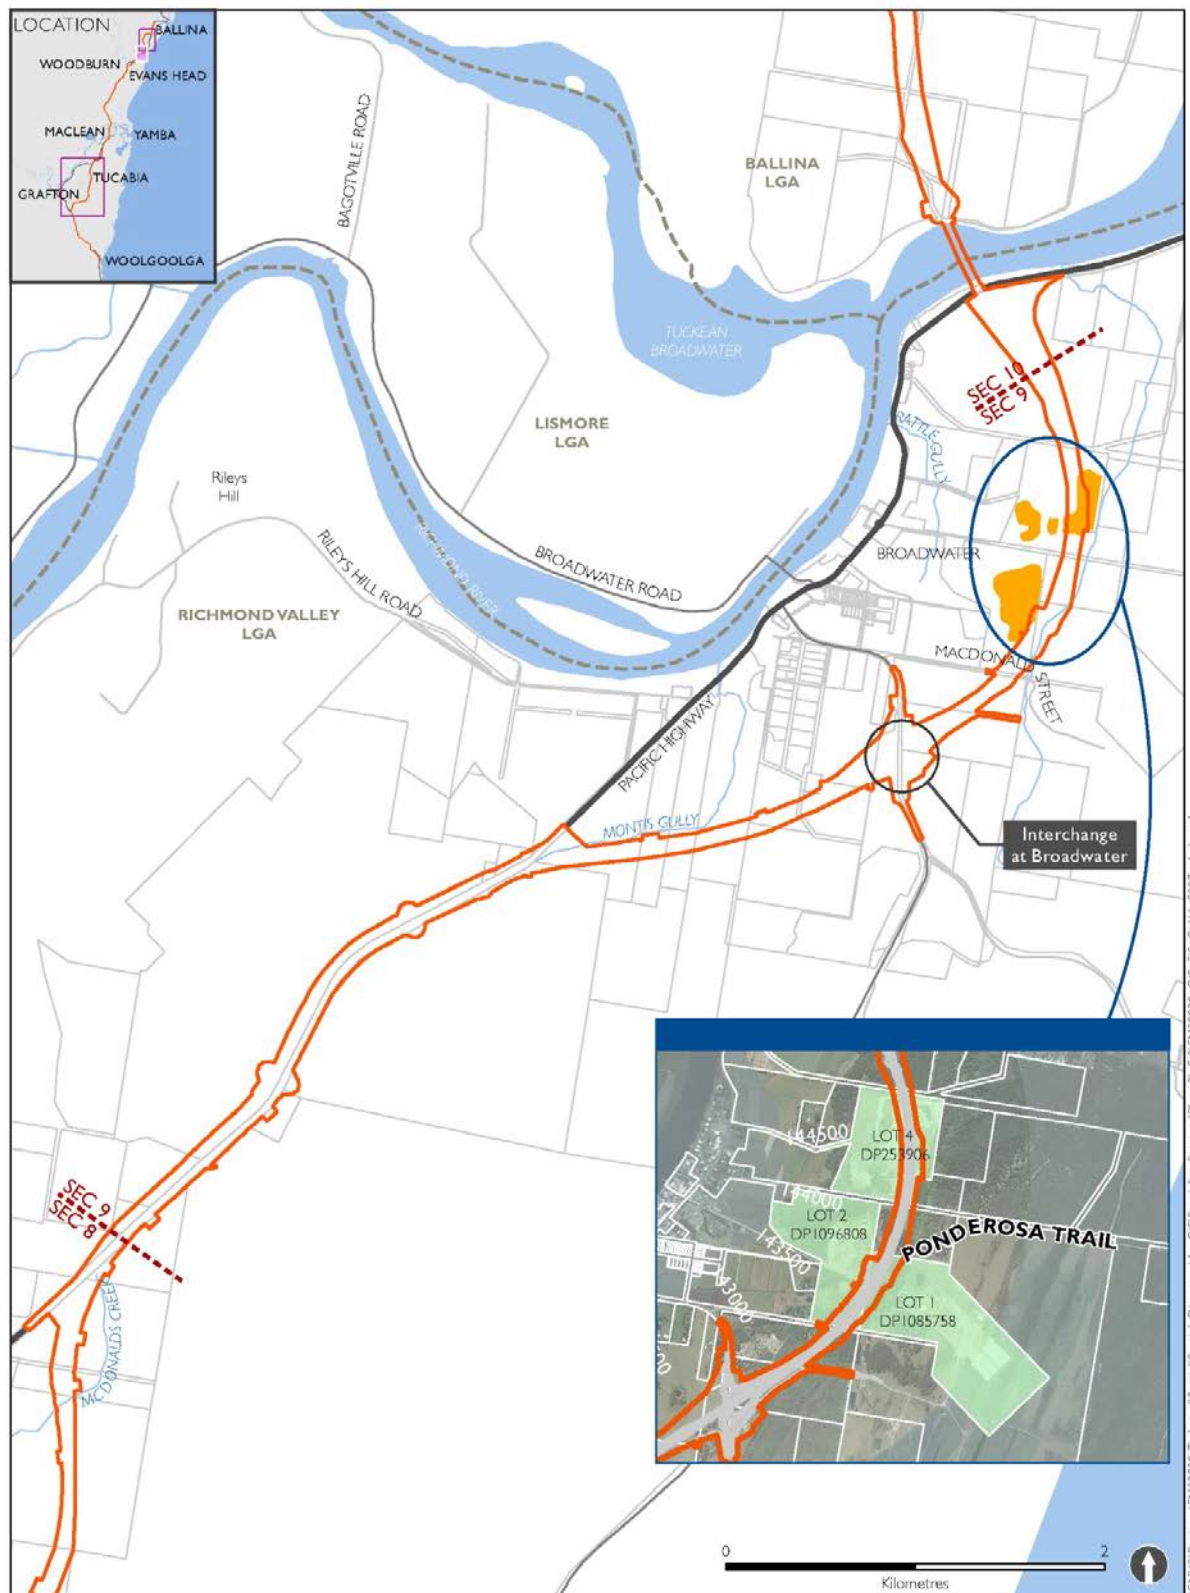 LOCATION
BALLINA
WOODBURN
EVANS HEAD
MACLEAN
YAMBA
TUCABIA
GRAFTON
WOOLGOOLGA
BAGOTVILLE ROAD
BALLINA
LGA
TUCKEAN
BROADWATER
SEC 10
SEC 9
LISMORE
LGA
RATTLE GULLY
Rileys
Hill
RILEYS HILL ROAD
BROADWATER ROAD
BROADWATER
RICHMOND RIVER
RICHMOND VALLEY
LGA
MACDONALD STREET
PACIFIC HIGHWAY
MONTIS GULLY
Interchange
at Broadwater
144500
LOT 4
DP253906
144000
LOT 2
DP1096808
PONDEROSA TRAIL
143500
43000
LOT 1
DP1085758
SEC 9
SEC 8
MCDONALDS CREEK
0
2
Kilometres